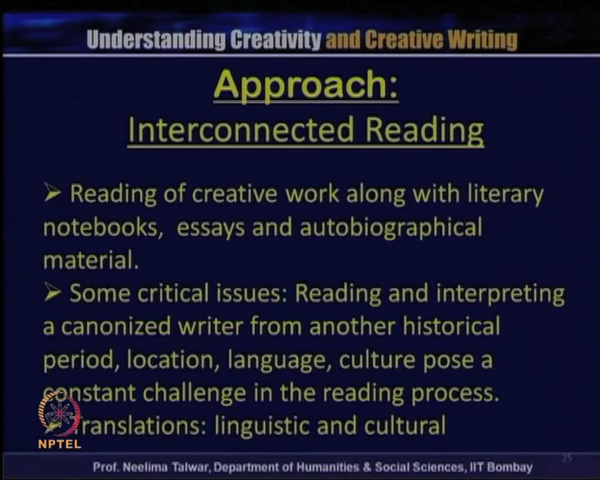 Understanding Creativity and Creative Writing
Approach:
Interconnected Reading
➢ Reading of creative work along with literary
notebooks, essays and autobiographical
material.
➢ Some critical issues: Reading and interpreting
a canonized writer from another historical
period, location, language, culture pose a
constant challenge in the reading process.
➢ Translations: linguistic and cultural
NPTEL
25
Prof. Neelima Talwar, Department of Humanities & Social Sciences, IIT Bombay